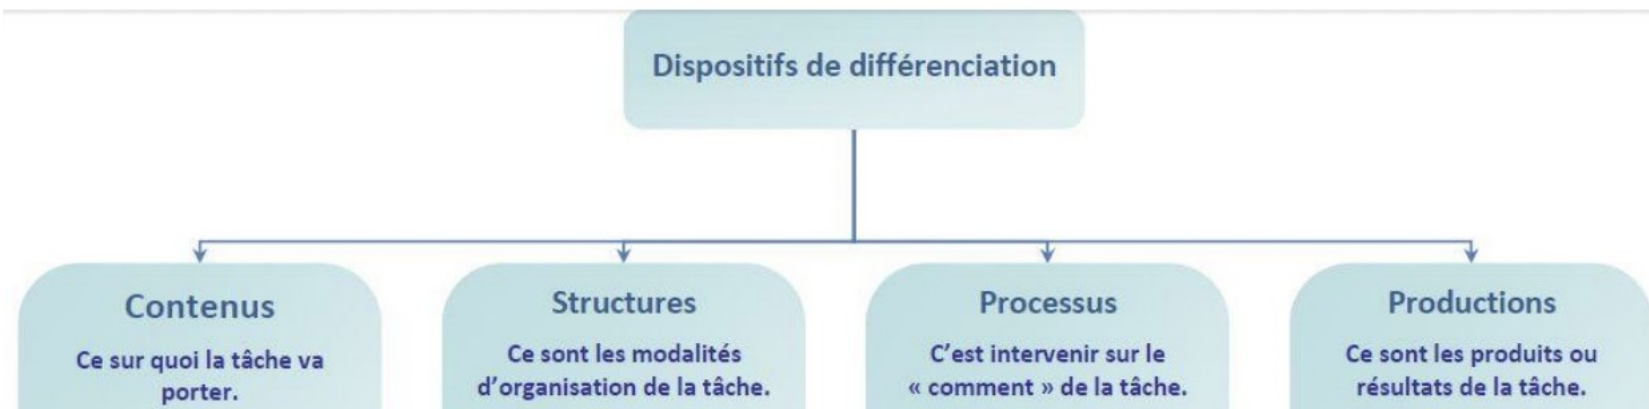 Dispositifs de différenciation
Contenus
Ce sur quoi la tâche va
porter.
Structures
Ce sont les modalités
d’organisation de la tâche.
Processus
C’est intervenir sur le
« comment » de la tâche.
Productions
Ce sont les produits ou
résultats de la tâche.